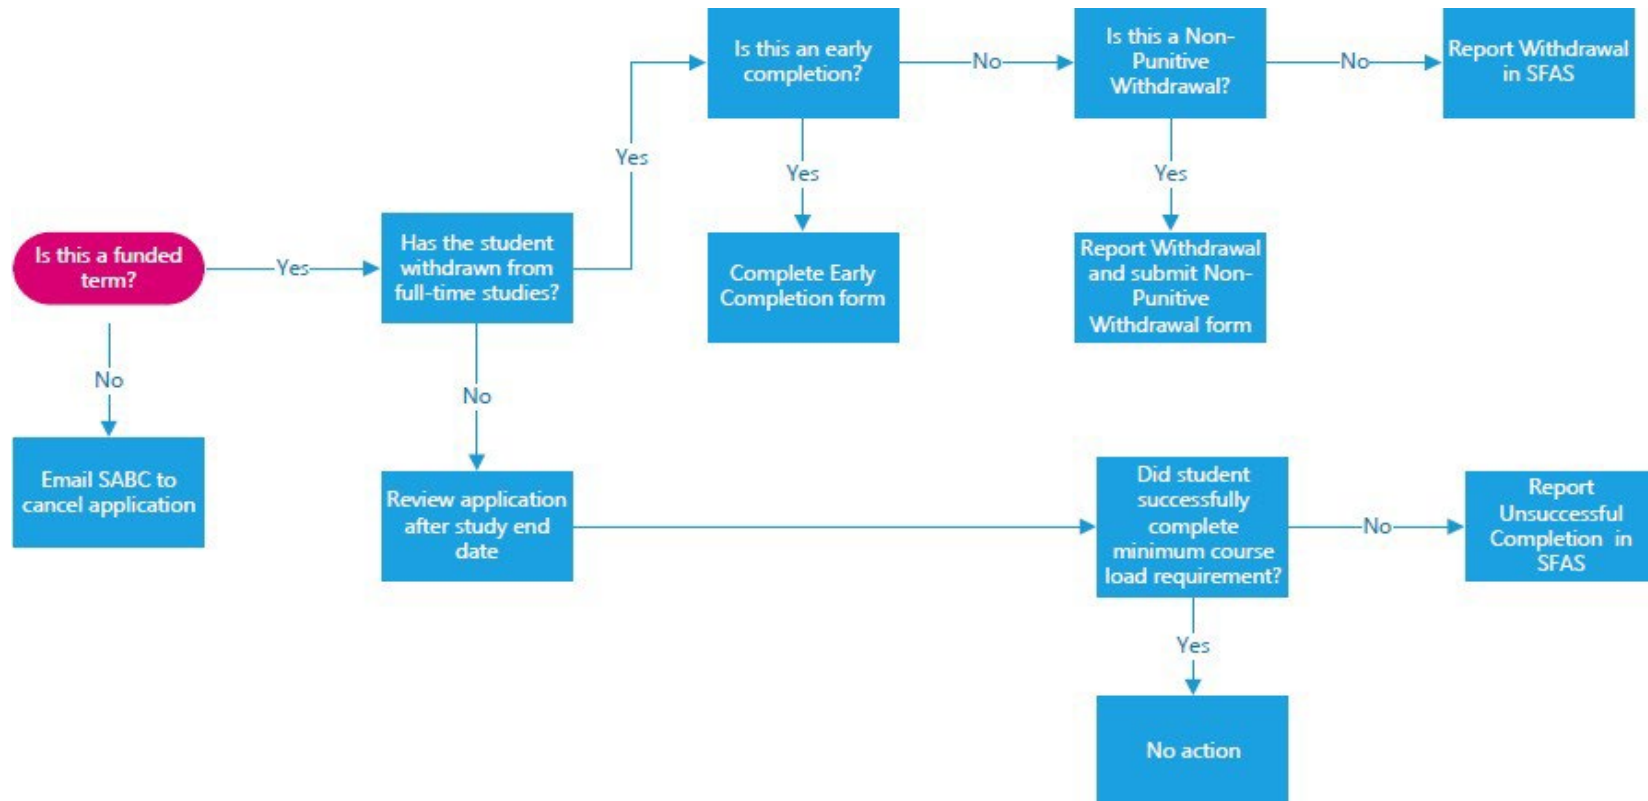 Is this an early
completion?
No
Is this a Non-
Punitive
Withdrawal?
No
Report Withdrawal
in SFAS
Yes
Yes
Yes
Is this a funded
term?
Yes
Has the student
withdrawn from
full-time studies?
Complete Early
Completion form
Report Withdrawal
and submit Non-
Punitive
Withdrawal form
No
No
Email SABC to
cancel application
Review application
after study end
date
Did student
successfully
complete
minimum course
load requirement?
No
Report
Unsuccessful
Completion in
SFAS
Yes
No action